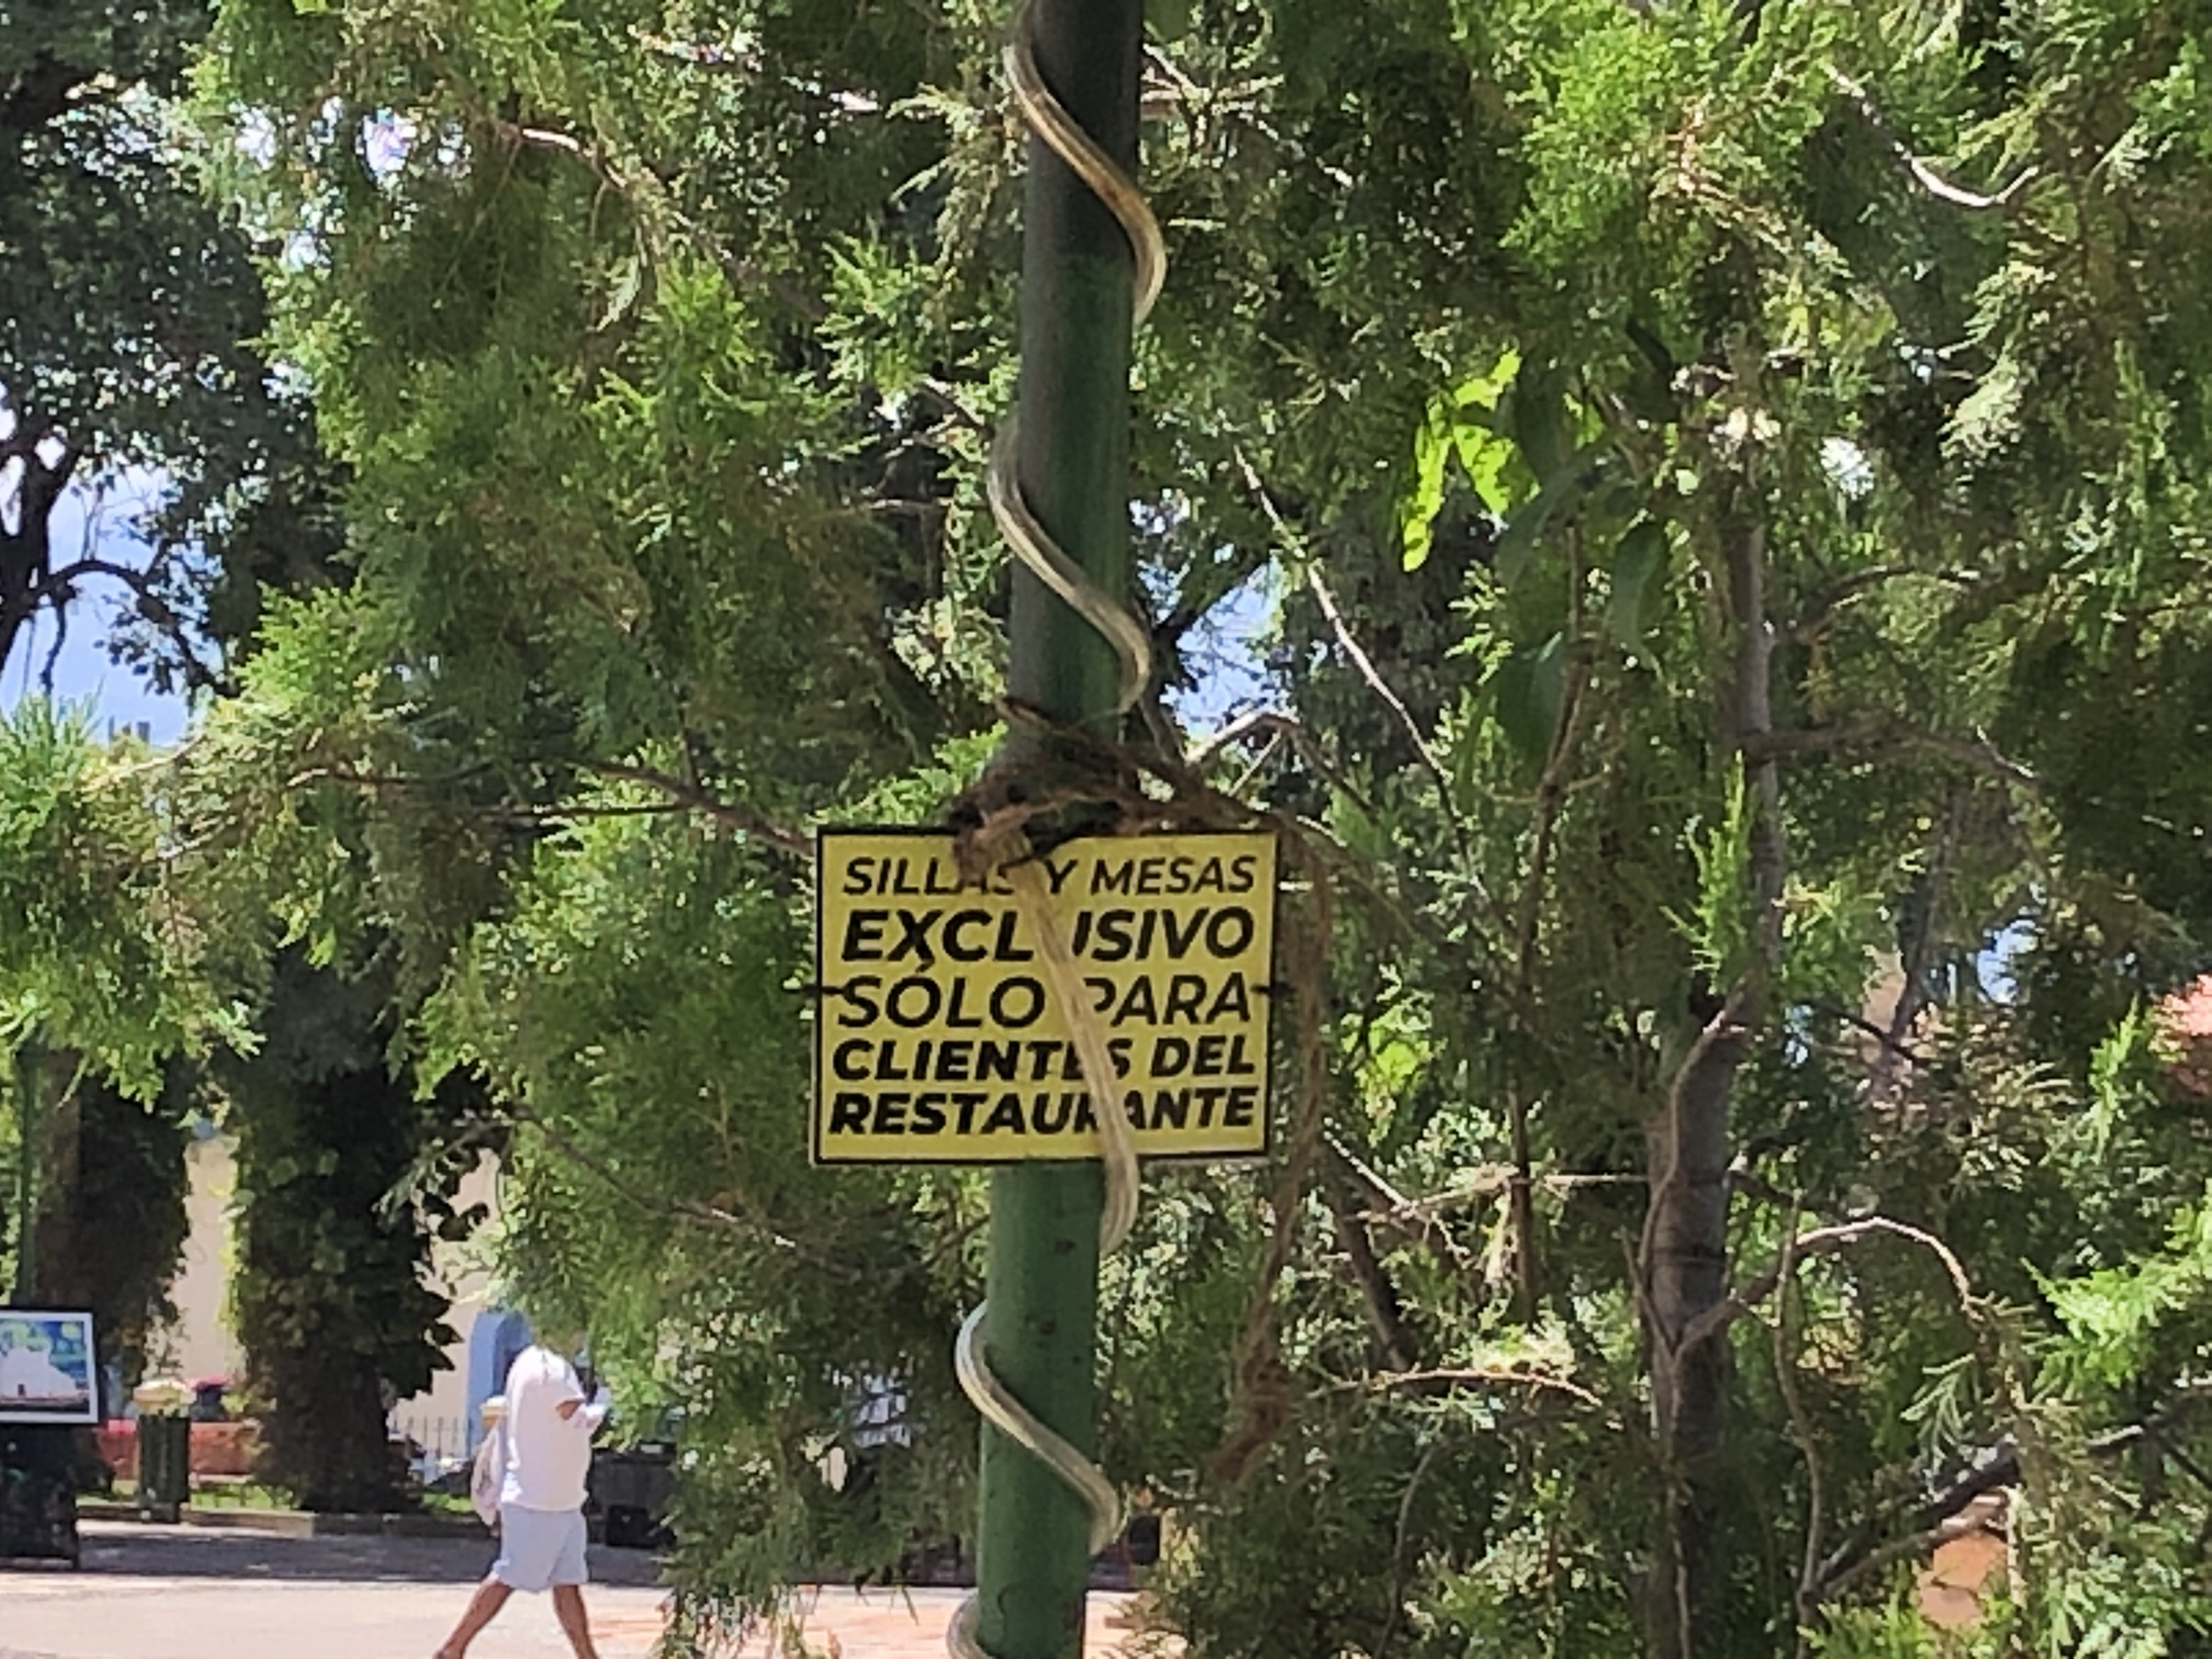 SILLAS Y MESAS
EXCLUSIVO
SÓLO PARA
CLIENTES DEL
RESTAURANTE